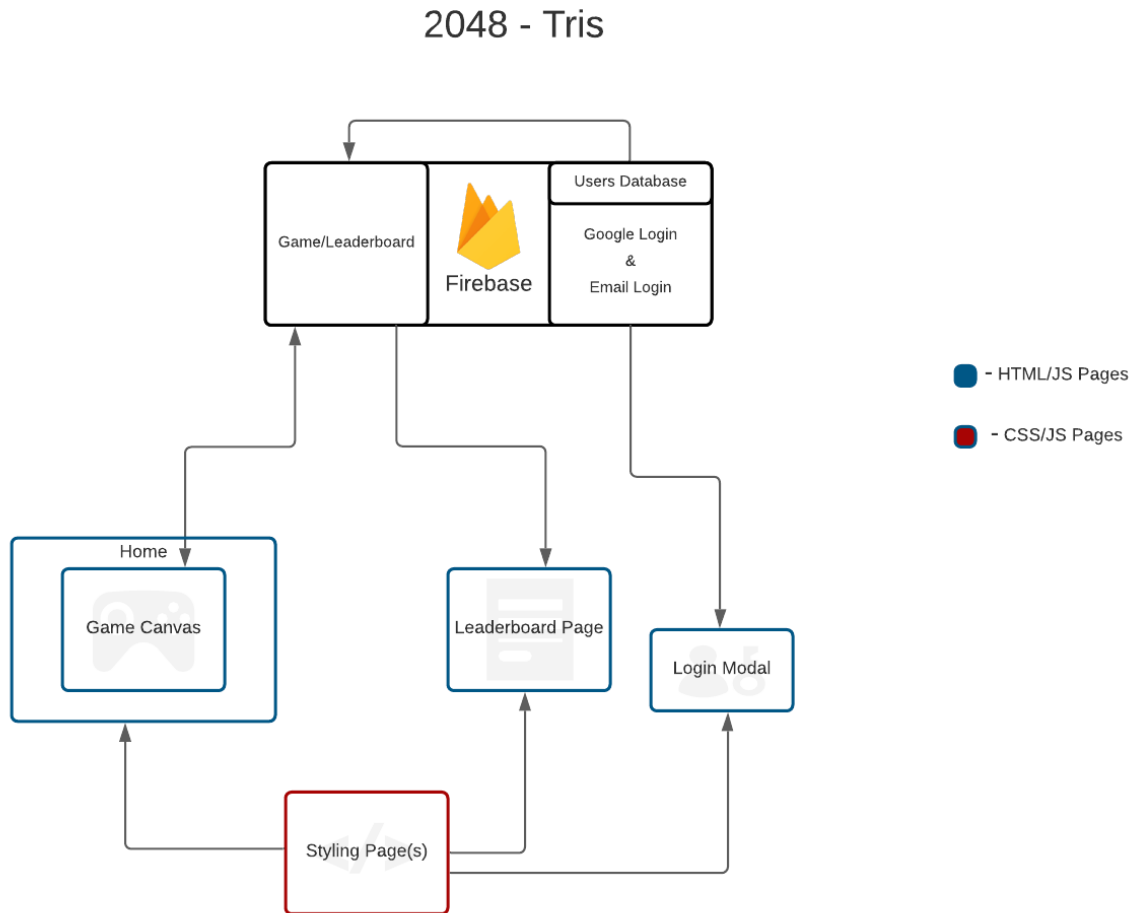 2048 - Tris
Users Database
Game/Leaderboard
Firebase
Google Login
&
Email Login
- HTML/JS Pages
- CSS/JS Pages
Home
Game Canvas
Leaderboard Page
Login Modal
Styling Page(s)